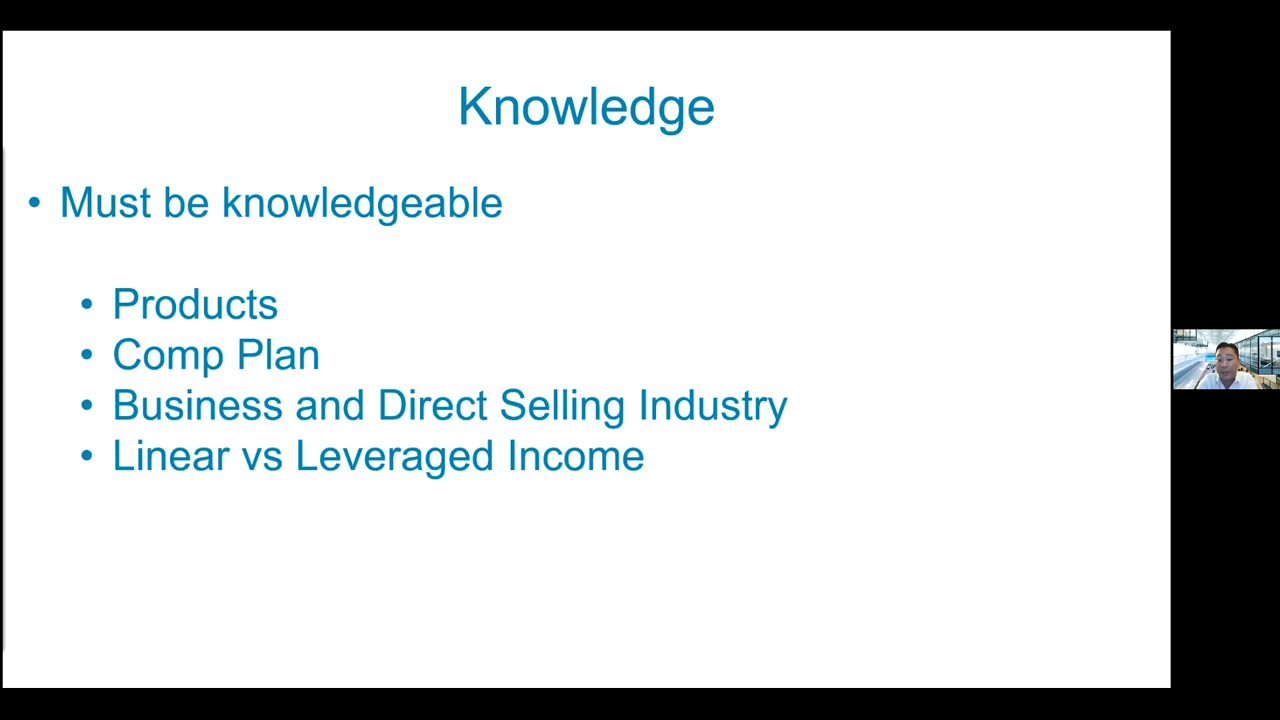 Knowledge
• Must be knowledgeable
• Products
• Comp Plan
• Business and Direct Selling Industry
• Linear vs Leveraged Income